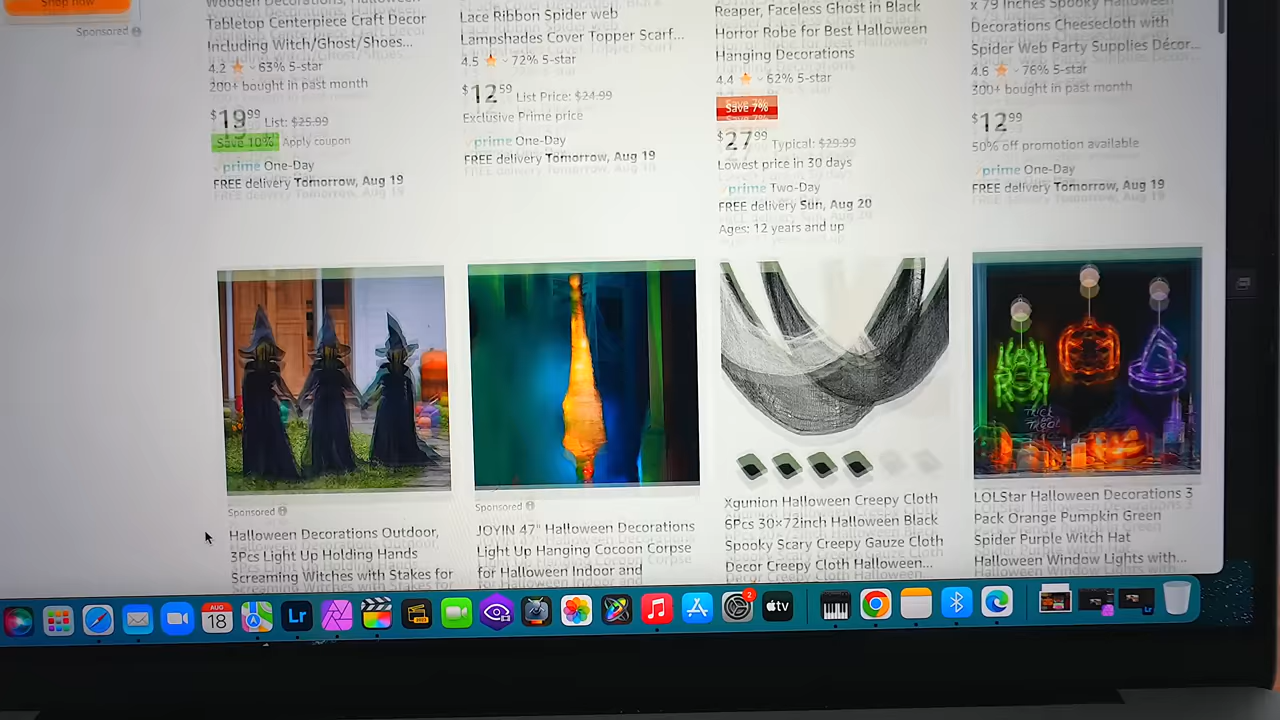 Shop now
Sponsored
Wooden Decorations, Halloween
Tabletop Centerpiece Craft Decor
Including Witch/Ghost/Shoes...
4.2 63% 5-star
200+ bought in past month
$19.99 List: $25.99
Save 10% Apply coupon
prime One-Day
FREE delivery Tomorrow, Aug 19
Lace Ribbon Spider web
Lampshades Cover Topper Scarf...
4.5 72% 5-star
$12.59 List Price: $24.99
Exclusive Prime price
prime One-Day
FREE delivery Tomorrow, Aug 19
Reaper, Faceless Ghost in Black
Horror Robe for Best Halloween
Hanging Decorations
4.4 62% 5-star
Save 7%
$27.99 Typical: $29.99
Lowest price in 30 days
prime Two-Day
FREE delivery Sun, Aug 20
Ages: 12 years and up
x 79 Inches Spooky Halloween
Decorations Cheesecloth with
Spider Web Party Supplies Décor...
4.6 76% 5-star
300+ bought in past month
$12.99
50% off promotion available
prime One-Day
FREE delivery Tomorrow, Aug 19
Sponsored
Halloween Decorations Outdoor,
3Pcs Light Up Holding Hands
Screaming Witches with Stakes for
Sponsored
JOYIN 47" Halloween Decorations
Light Up Hanging Cocoon Corpse
for Halloween Indoor and
Xgunion Halloween Creepy Cloth
6Pcs 30×72inch Halloween Black
Spooky Scary Creepy Gauze Cloth
Decor Creepy Cloth Halloween...
TRICK
OR
TREAT
LOLStar Halloween Decorations 3
Pack Orange Pumpkin Green
Spider Purple Witch Hat
Halloween Window Lights with...
AUG
18
Lr
2
tv
Lr